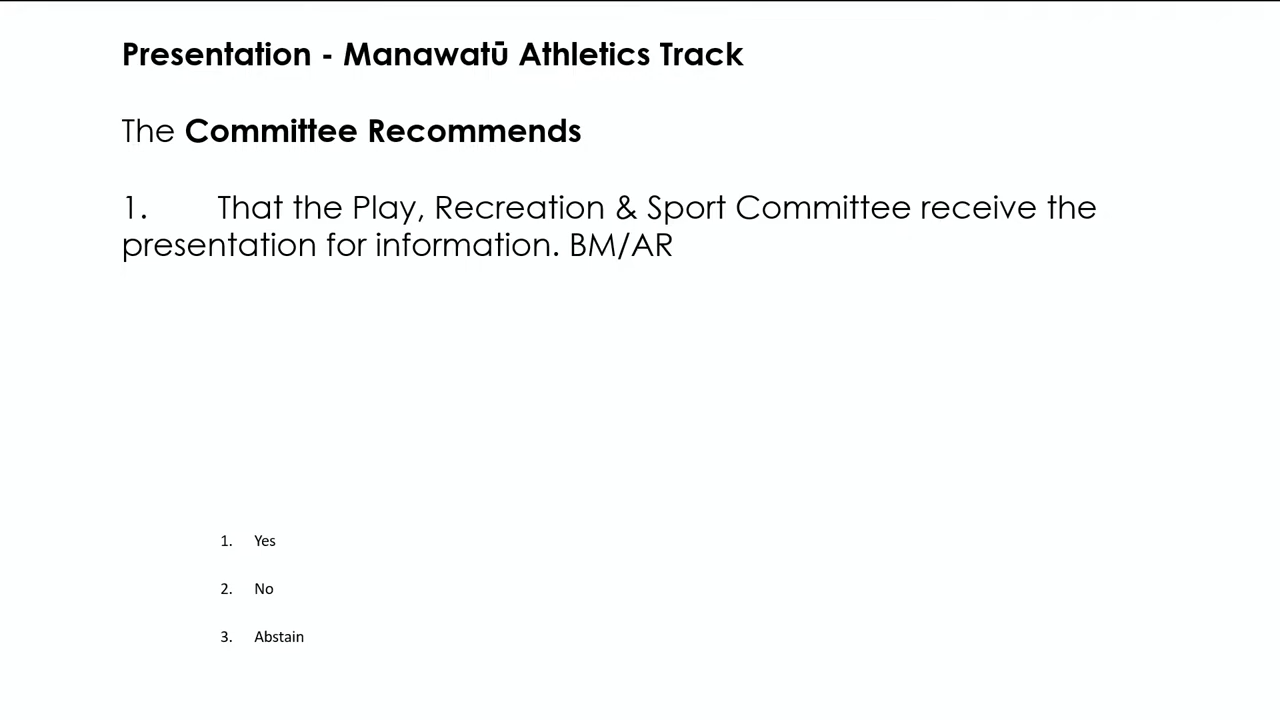 Presentation - Manawatū Athletics Track
The Committee Recommends
1. That the Play, Recreation & Sport Committee receive the
presentation for information. BM/AR
1. Yes
2. No
3. Abstain